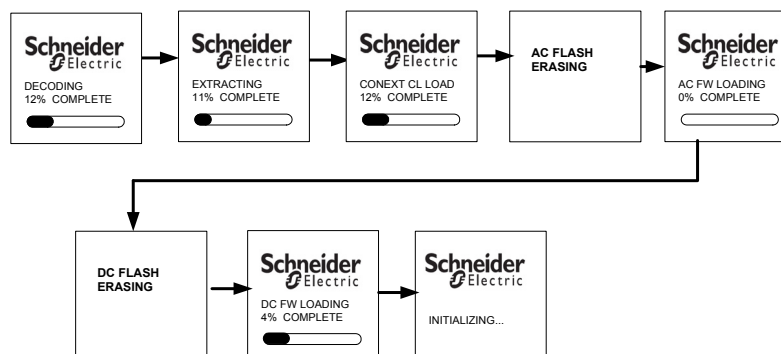 Schneider
Electric
DECODING
12% COMPLETE
Schneider
Electric
EXTRACTING
11% COMPLETE
Schneider
Electric
CONEXT CL LOAD
12% COMPLETE
AC FLASH
ERASING
Schneider
Electric
AC FW LOADING
0% COMPLETE
DC FLASH
ERASING
Schneider
Electric
DC FW LOADING
4% COMPLETE
Schneider
Electric
INITIALIZING...